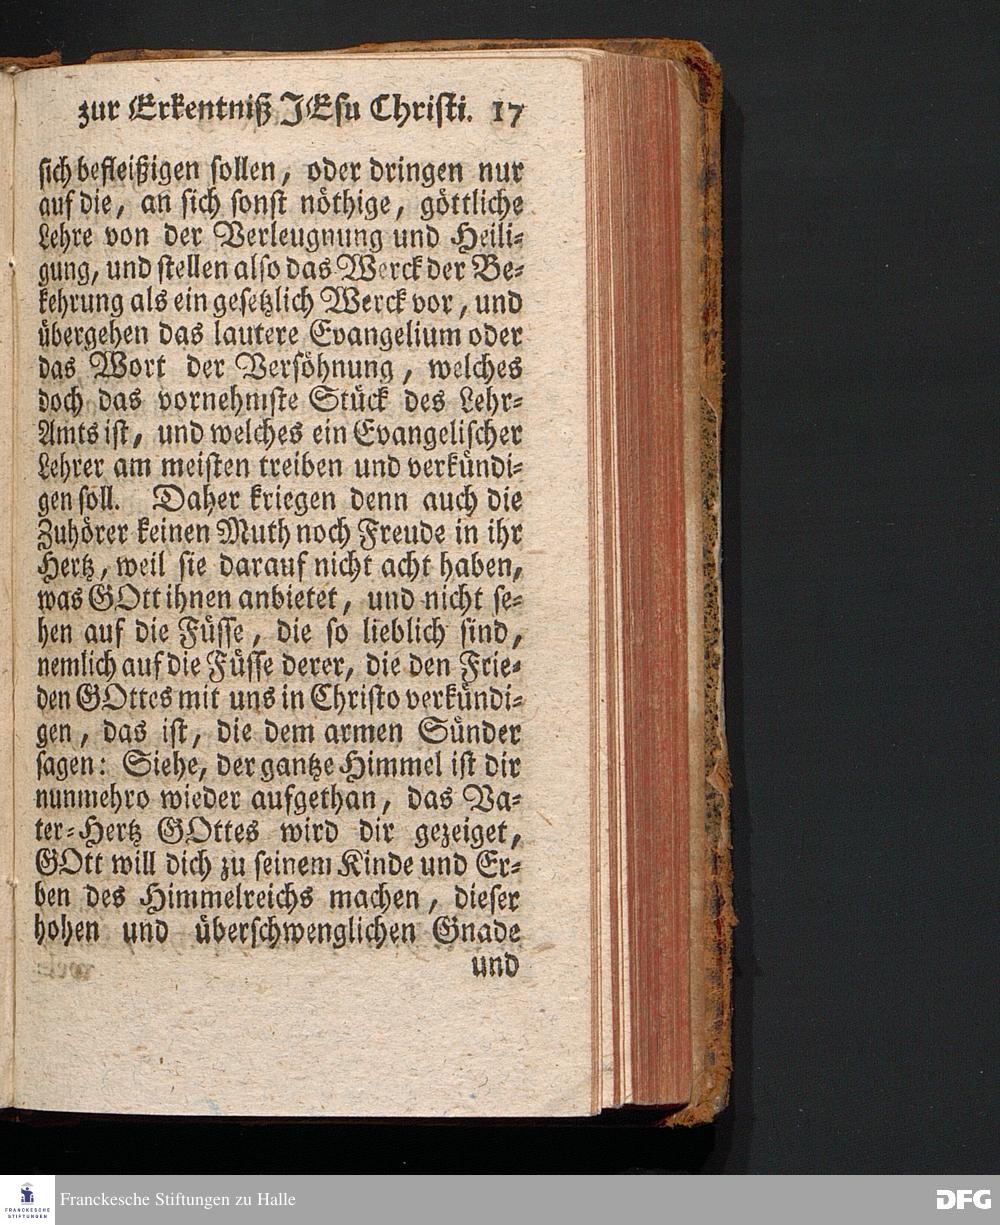 zur Erkentniß JEsu Christi. 17
sich befleißigen sollen, oder dringen nur
auf die, an sich sonst nöthige, göttliche
Lehre von der Verleugnung und Heili-
gung, und stellen also das Werck der Be-
kehrung als ein gesetzlich Werck vor, und
übergehen das lautere Evangelium oder
das Wort der Versöhnung, welches
doch das vornehmste Stück des Lehr-
Amts ist, und welches ein Evangelischer
Lehrer am meisten treiben und verkündi-
gen soll. Daher kriegen denn auch die
Zuhörer keinen Muth noch Freude in ihr
Hertz, weil sie darauf nicht acht haben,
was GOtt ihnen anbietet, und nicht se-
hen auf die Füsse, die so lieblich sind,
nemlich auf die Füsse derer, die den Frie-
den GOttes mit uns in Christo verkündi-
gen, das ist, die dem armen Sünder
sagen: Siehe, der gantze Himmel ist dir
nunmehro wieder aufgethan, das Va-
ter-Hertz GOttes wird dir gezeiget,
GOtt will dich zu seinem Kinde und Er-
ben des Himmelreichs machen, dieser
hohen und überschwenglichen Gnade
und
FRANCKESCHE
STIFTUNGEN
Franckesche Stiftungen zu Halle
DFG